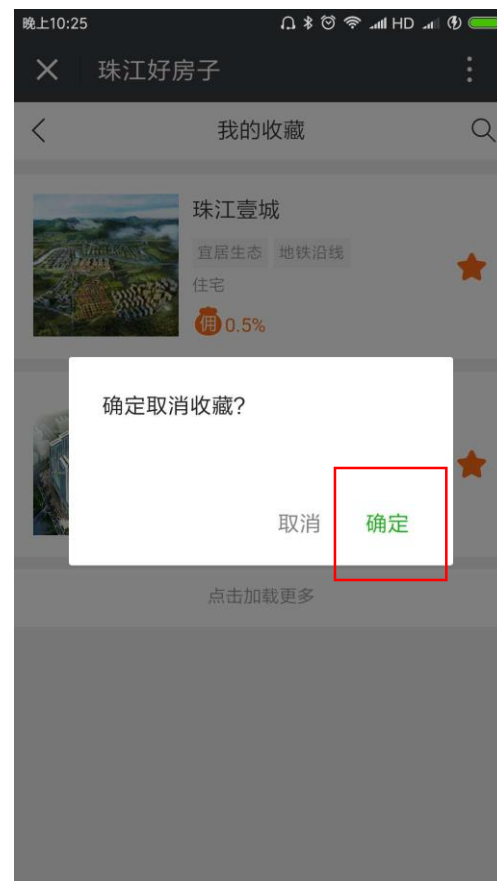 晚上10:25 HD
珠江好房子
我的收藏
珠江壹城
宜居生态 地铁沿线
住宅
佣 0.5%
确定取消收藏?
取消 确定
点击加载更多